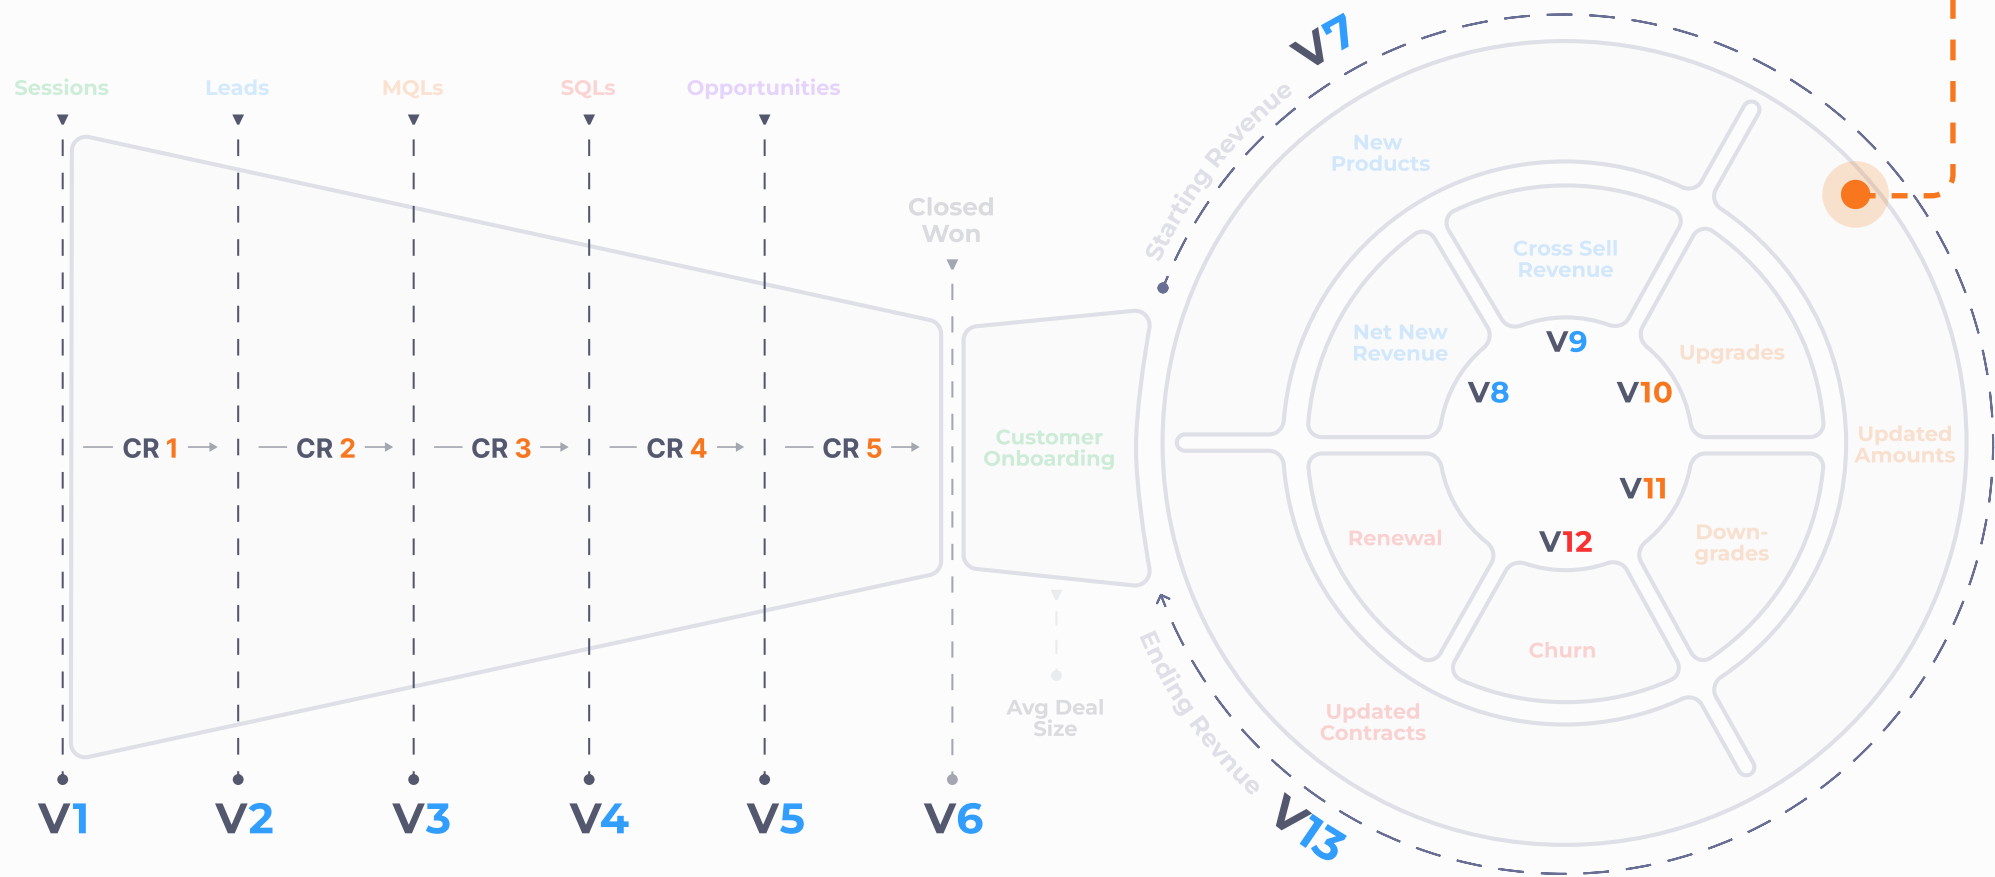 Sessions
Leads
MQLs
SQLs
Opportunities
Closed
Won
CR 1
CR 2
CR 3
CR 4
CR 5
Customer
Onboarding
Avg Deal
Size
V1
V2
V3
V4
V5
V6
V7
Starting Revenue
New
Products
Cross Sell
Revenue
Net New
Revenue
Upgrades
V9
V8
V10
Updated
Amounts
V11
V12
Renewal
Down-
grades
Churn
Updated
Contracts
Ending Revnue
V13